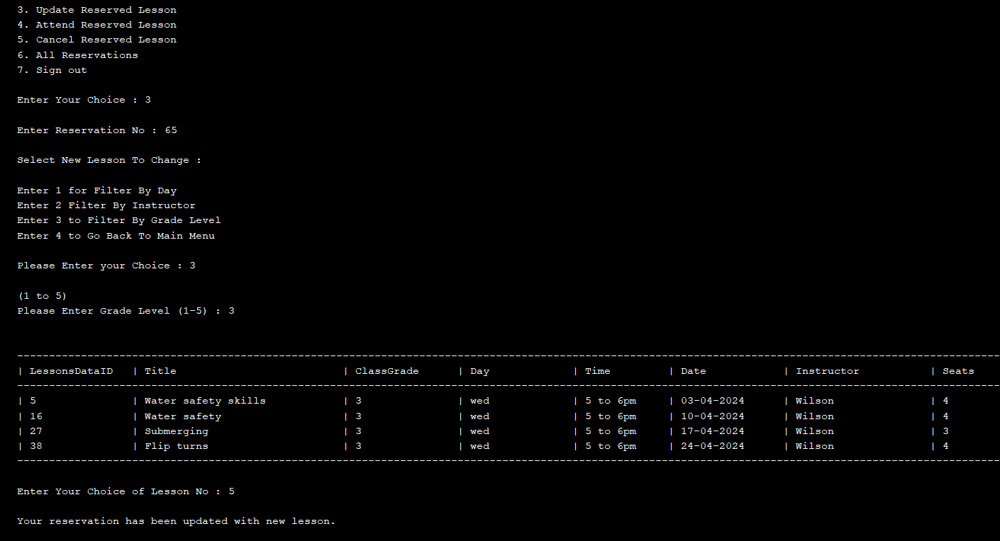 3. Update Reserved Lesson
4. Attend Reserved Lesson
5. Cancel Reserved Lesson
6. All Reservations
7. Sign out
Enter Your Choice : 3
Enter Reservation No : 65
Select New Lesson To Change :
Enter 1 for Filter By Day
Enter 2 Filter By Instructor
Enter 3 to Filter By Grade Level
Enter 4 to Go Back To Main Menu
Please Enter your Choice : 3
(1 to 5)
Please Enter Grade Level (1-5) : 3
| LessonsDataID | Title | ClassGrade | Day | Time | Date | Instructor | Seats
| 5 | Water safety skills | 3 | wed | 5 to 6pm | 03-04-2024 | Wilson | 4
| 16 | Water safety | 3 | wed | 5 to 6pm | 10-04-2024 | Wilson | 4
| 27 | Submerging | 3 | wed | 5 to 6pm | 17-04-2024 | Wilson | 3
| 38 | Flip turns | 3 | wed | 5 to 6pm | 24-04-2024 | Wilson | 4
Enter Your Choice of Lesson No : 5
Your reservation has been updated with new lesson.